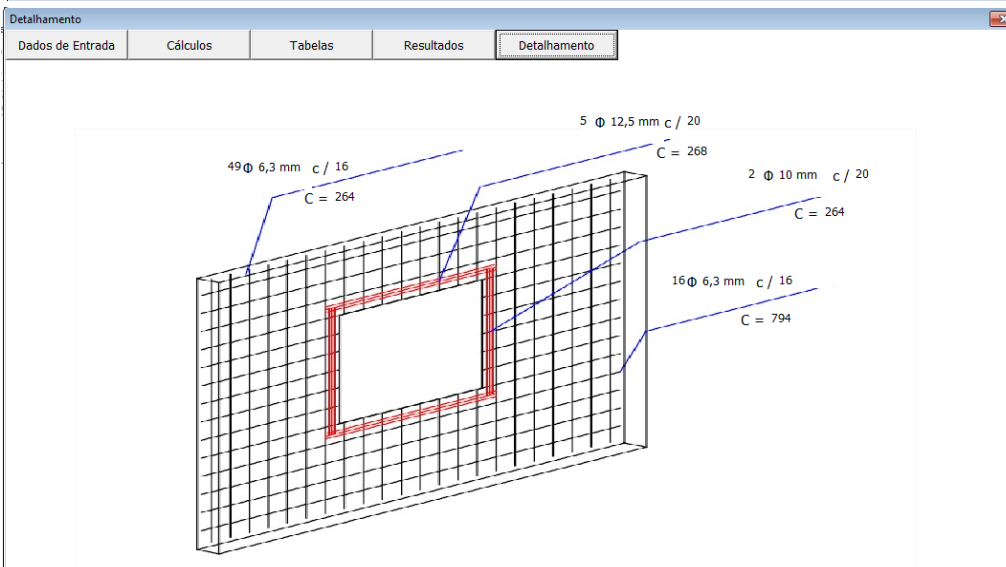 Detalhamento
Dados de Entrada Cálculos Tabelas Resultados Detalhamento
5 Φ 12,5 mm c / 20
C = 268
49 Φ 6,3 mm c / 16
C = 264
2 Φ 10 mm c / 20
C = 264
16 Φ 6,3 mm c / 16
C = 794